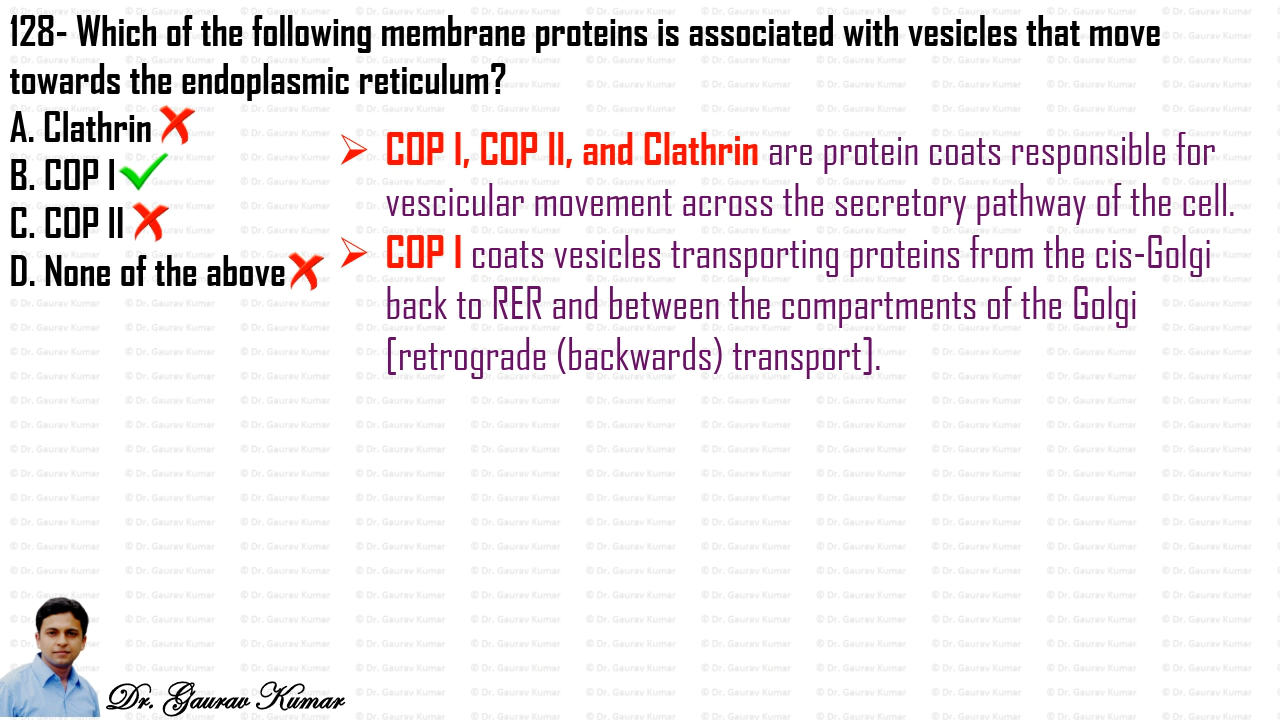 128- Which of the following membrane proteins is associated with vesicles that move
towards the endoplasmic reticulum?
A. Clathrin
B. COP I
C. COP II
D. None of the above
COP I, COP II, and Clathrin are protein coats responsible for
vescicular movement across the secretory pathway of the cell.
COP I coats vesicles transporting proteins from the cis-Golgi
back to RER and between the compartments of the Golgi
[retrograde (backwards) transport].
Dr. Gaurav Kumar
© Dr. Gaurav Kumar